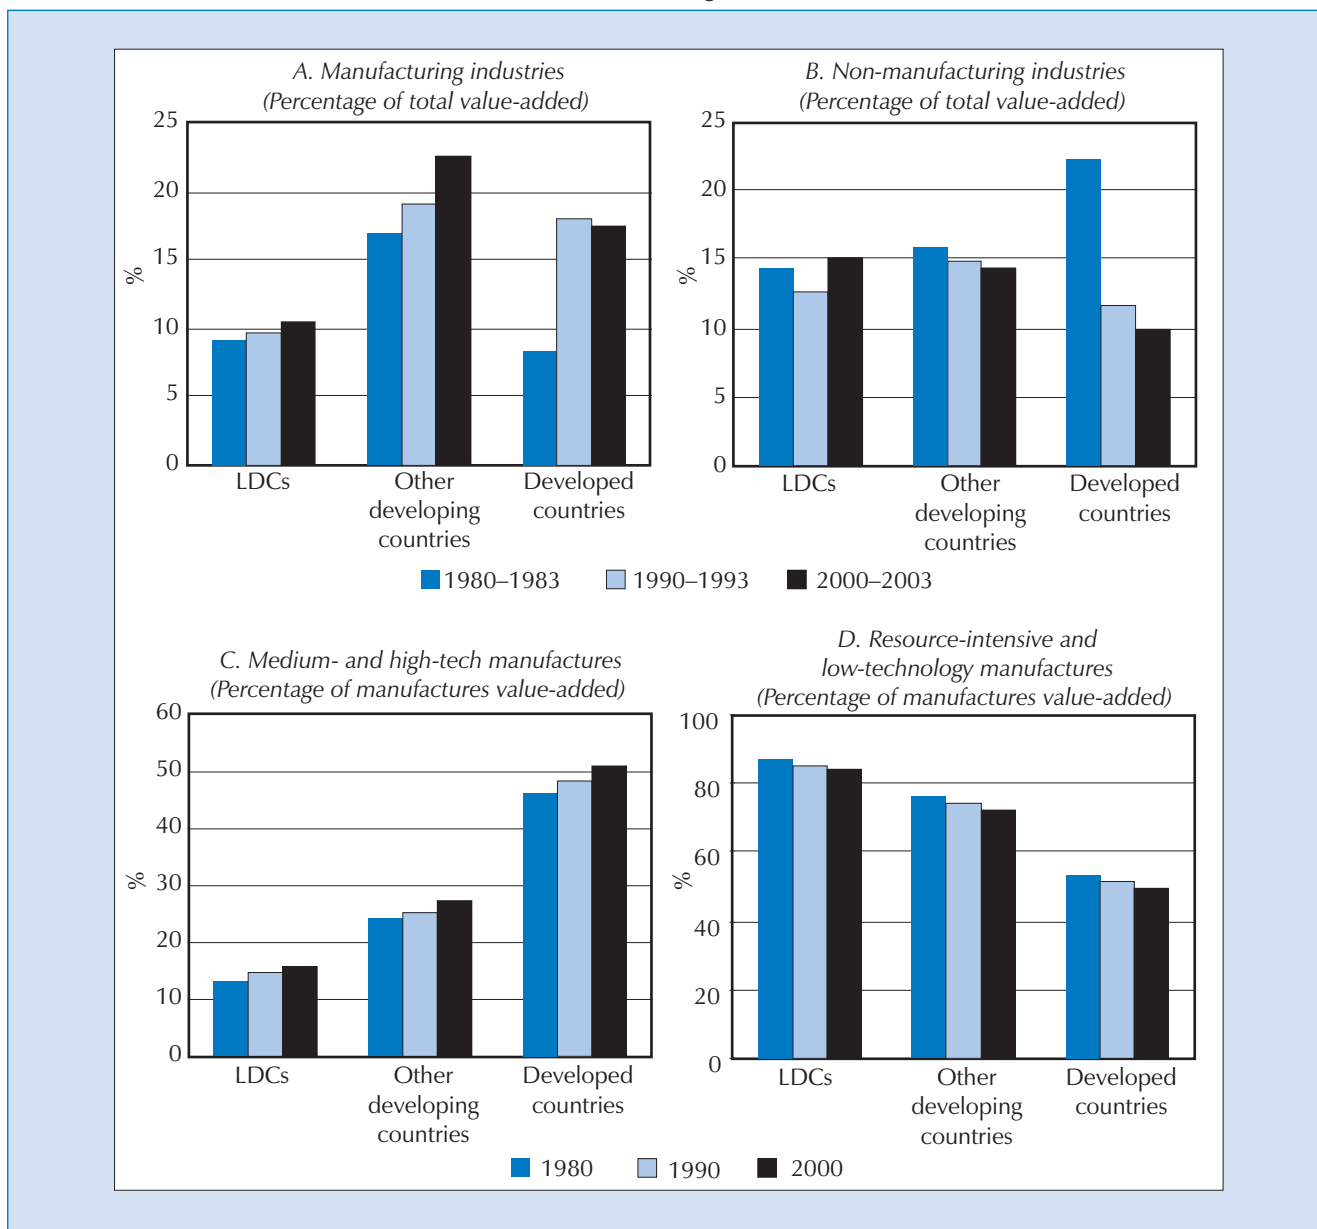 A. Manufacturing industries
(Percentage of total value-added)
25
20
15
10
5
0
%
LDCs
Other
developing
countries
Developed
countries
B. Non-manufacturing industries
(Percentage of total value-added)
25
20
15
10
5
0
%
LDCs
Other
developing
countries
Developed
countries
1980–1983 1990–1993 2000–2003
C. Medium- and high-tech manufactures
(Percentage of manufactures value-added)
60
50
40
30
20
10
0
%
LDCs
Other
developing
countries
Developed
countries
D. Resource-intensive and
low-technology manufactures
(Percentage of manufactures value-added)
100
80
60
40
20
0
%
LDCs
Other
developing
countries
Developed
countries
1980 1990 2000